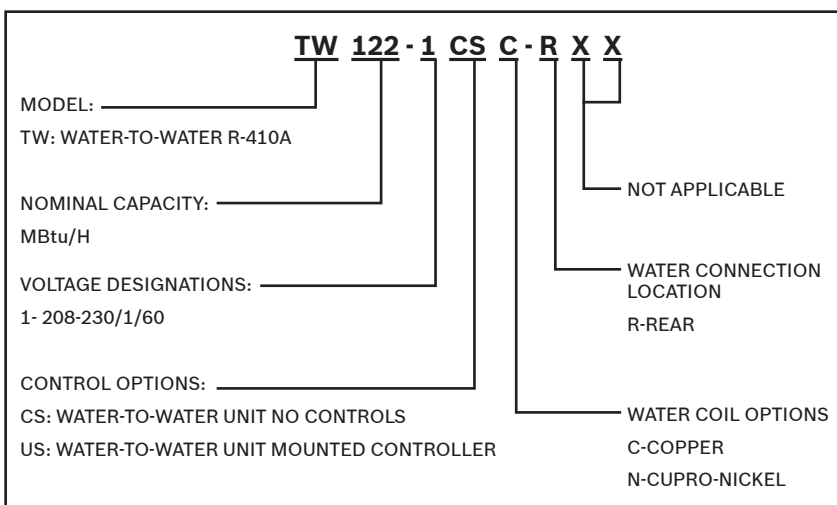 TW 122 - 1 CS C - R X X
MODEL:
TW: WATER-TO-WATER R-410A
NOMINAL CAPACITY:
MBtu/H
VOLTAGE DESIGNATIONS:
1- 208-230/1/60
CONTROL OPTIONS:
CS: WATER-TO-WATER UNIT NO CONTROLS
US: WATER-TO-WATER UNIT MOUNTED CONTROLLER
NOT APPLICABLE
WATER CONNECTION
LOCATION
R-REAR
WATER COIL OPTIONS
C-COPPER
N-CUPRO-NICKEL